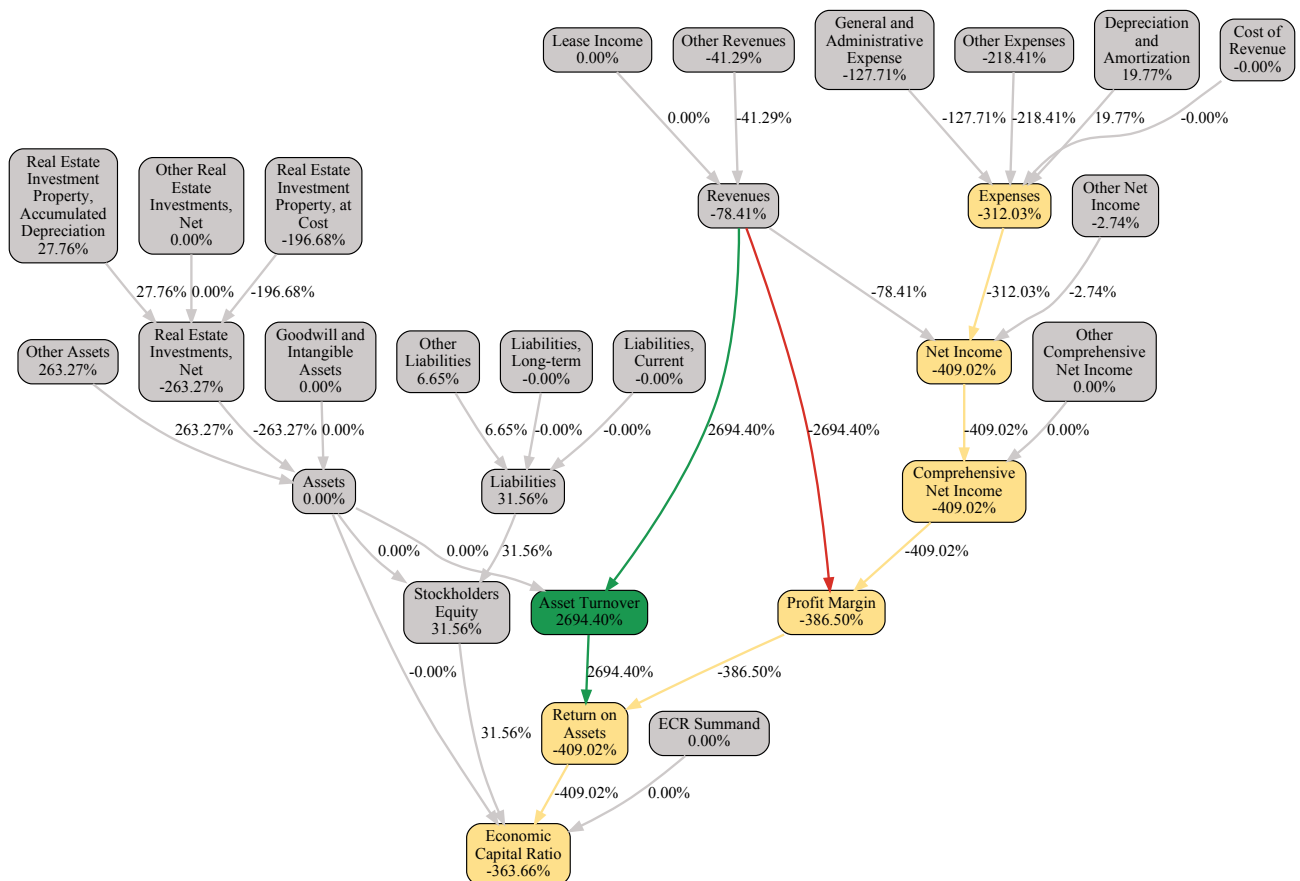 Lease Income
0.00%
Other Revenues
-41.29%
General and
Administrative
Expense
-127.71%
Other Expenses
-218.41%
Depreciation
and
Amortization
19.77%
Cost of
Revenue
-0.00%
0.00%
-41.29%
-127.71%
-218.41%
19.77%
-0.00%
Real Estate
Investment
Property,
Accumulated
Depreciation
27.76%
Other Real
Estate
Investments,
Net
0.00%
Real Estate
Investment
Property, at
Cost
-196.68%
Revenues
-78.41%
Expenses
-312.03%
Other Net
Income
-2.74%
27.76%
0.00%
-196.68%
-78.41%
-312.03%
-2.74%
Other Assets
263.27%
Real Estate
Investments,
Net
-263.27%
Goodwill and
Intangible
Assets
0.00%
Other
Liabilities
6.65%
Liabilities,
Long-term
-0.00%
Liabilities,
Current
-0.00%
Net Income
-409.02%
Other
Comprehensive
Net Income
0.00%
263.27%
-263.27%
0.00%
6.65%
-0.00%
-0.00%
2694.40%
-2694.40%
-409.02%
0.00%
Assets
0.00%
Liabilities
31.56%
Comprehensive
Net Income
-409.02%
0.00%
0.00%
31.56%
-409.02%
Stockholders
Equity
31.56%
Asset Turnover
2694.40%
Profit Margin
-386.50%
-0.00%
2694.40%
-386.50%
31.56%
Return on
Assets
-409.02%
ECR Summand
0.00%
-409.02%
0.00%
Economic
Capital Ratio
-363.66%